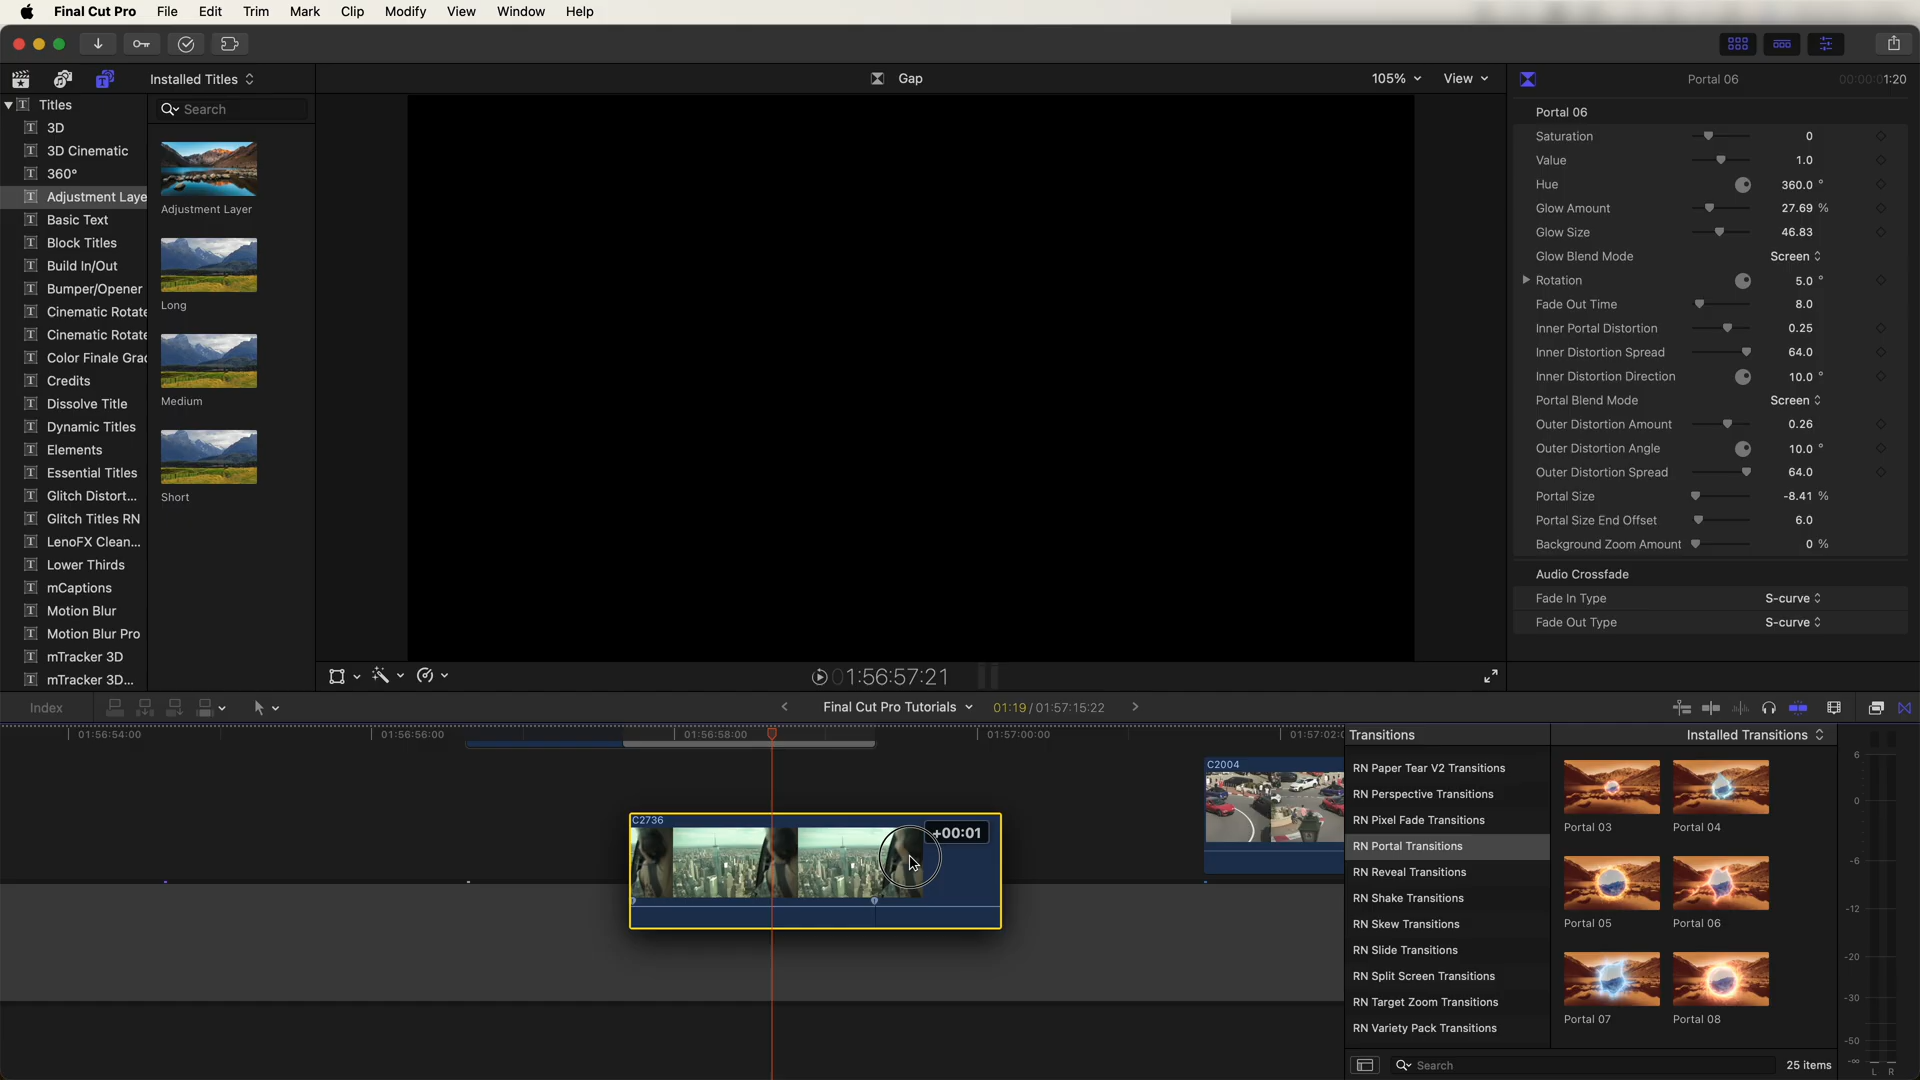 Final Cut Pro File Edit Trim Mark Clip Modify View Window Help
Installed Titles
Gap
105% View
Portal 06 00:00:01:20
Titles
3D
3D Cinematic
360°
Adjustment Laye
Basic Text
Block Titles
Build In/Out
Bumper/Opener
Cinematic Rotate
Cinematic Rotate
Color Finale Grad
Credits
Dissolve Title
Dynamic Titles
Elements
Essential Titles
Glitch Distort...
Glitch Titles RN
LenoFX Clean...
Lower Thirds
mCaptions
Motion Blur
Motion Blur Pro
mTracker 3D
mTracker 3D...
Search
Adjustment Layer
Long
Medium
Short
01:56:57:21
Portal 06
Saturation 0
Value 1.0
Hue 360.0 °
Glow Amount 27.69 %
Glow Size 46.83
Glow Blend Mode Screen
Rotation 5.0 °
Fade Out Time 8.0
Inner Portal Distortion 0.25
Inner Distortion Spread 64.0
Inner Distortion Direction 10.0 °
Portal Blend Mode Screen
Outer Distortion Amount 0.26
Outer Distortion Angle 10.0 °
Outer Distortion Spread 64.0
Portal Size -8.41 %
Portal Size End Offset 6.0
Background Zoom Amount 0 %
Audio Crossfade
Fade In Type S-curve
Fade Out Type S-curve
Index
Final Cut Pro Tutorials 01:19 / 01:57:15:22
01:56:54:00 01:56:56:00 01:56:58:00 01:57:00:00 01:57:02:
C2004
C2736
+00:01
Transitions
Installed Transitions
RN Paper Tear V2 Transitions
RN Perspective Transitions
RN Pixel Fade Transitions
RN Portal Transitions
RN Reveal Transitions
RN Shake Transitions
RN Skew Transitions
RN Slide Transitions
RN Split Screen Transitions
RN Target Zoom Transitions
RN Variety Pack Transitions
Portal 03 Portal 04
Portal 05 Portal 06
Portal 07 Portal 08
Search 25 items
6
0
-6
-12
-20
-30
-50
-∞
L R